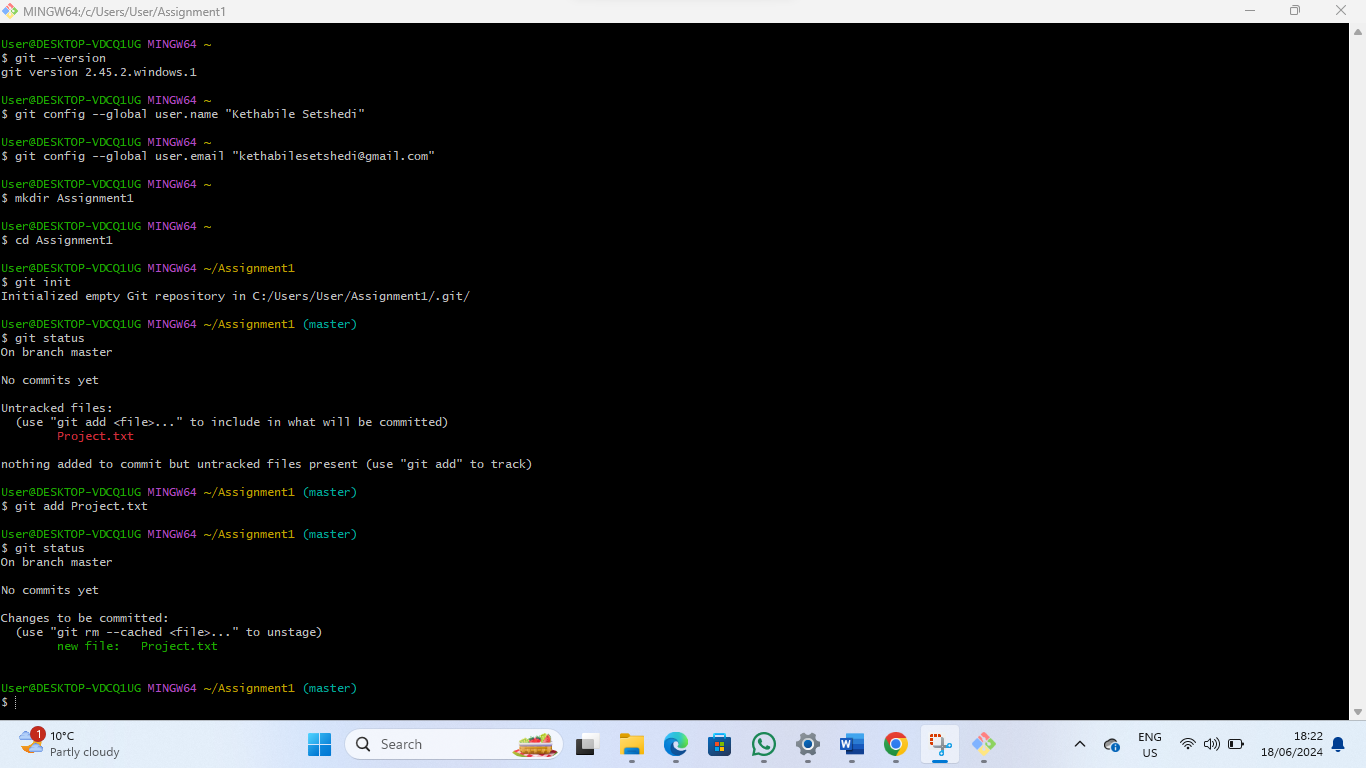 MINGW64:/c/Users/User/Assignment1
User@DESKTOP-VDCQ1UG MINGW64 ~
$ git --version
git version 2.45.2.windows.1
User@DESKTOP-VDCQ1UG MINGW64 ~
$ git config --global user.name "Kethabile Setshedi"
User@DESKTOP-VDCQ1UG MINGW64 ~
$ git config --global user.email "kethabilesetshedi@gmail.com"
User@DESKTOP-VDCQ1UG MINGW64 ~
$ mkdir Assignment1
User@DESKTOP-VDCQ1UG MINGW64 ~
$ cd Assignment1
User@DESKTOP-VDCQ1UG MINGW64 ~/Assignment1
$ git init
Initialized empty Git repository in C:/Users/User/Assignment1/.git/
User@DESKTOP-VDCQ1UG MINGW64 ~/Assignment1 (master)
$ git status
On branch master
No commits yet
Untracked files:
  (use "git add <file>..." to include in what will be committed)
        Project.txt
nothing added to commit but untracked files present (use "git add" to track)
User@DESKTOP-VDCQ1UG MINGW64 ~/Assignment1 (master)
$ git add Project.txt
User@DESKTOP-VDCQ1UG MINGW64 ~/Assignment1 (master)
$ git status
On branch master
No commits yet
Changes to be committed:
  (use "git rm --cached <file>..." to unstage)
        new file:   Project.txt
User@DESKTOP-VDCQ1UG MINGW64 ~/Assignment1 (master)
$
1
10°C
Partly cloudy
Search
W
ENG
US
18:22
18/06/2024